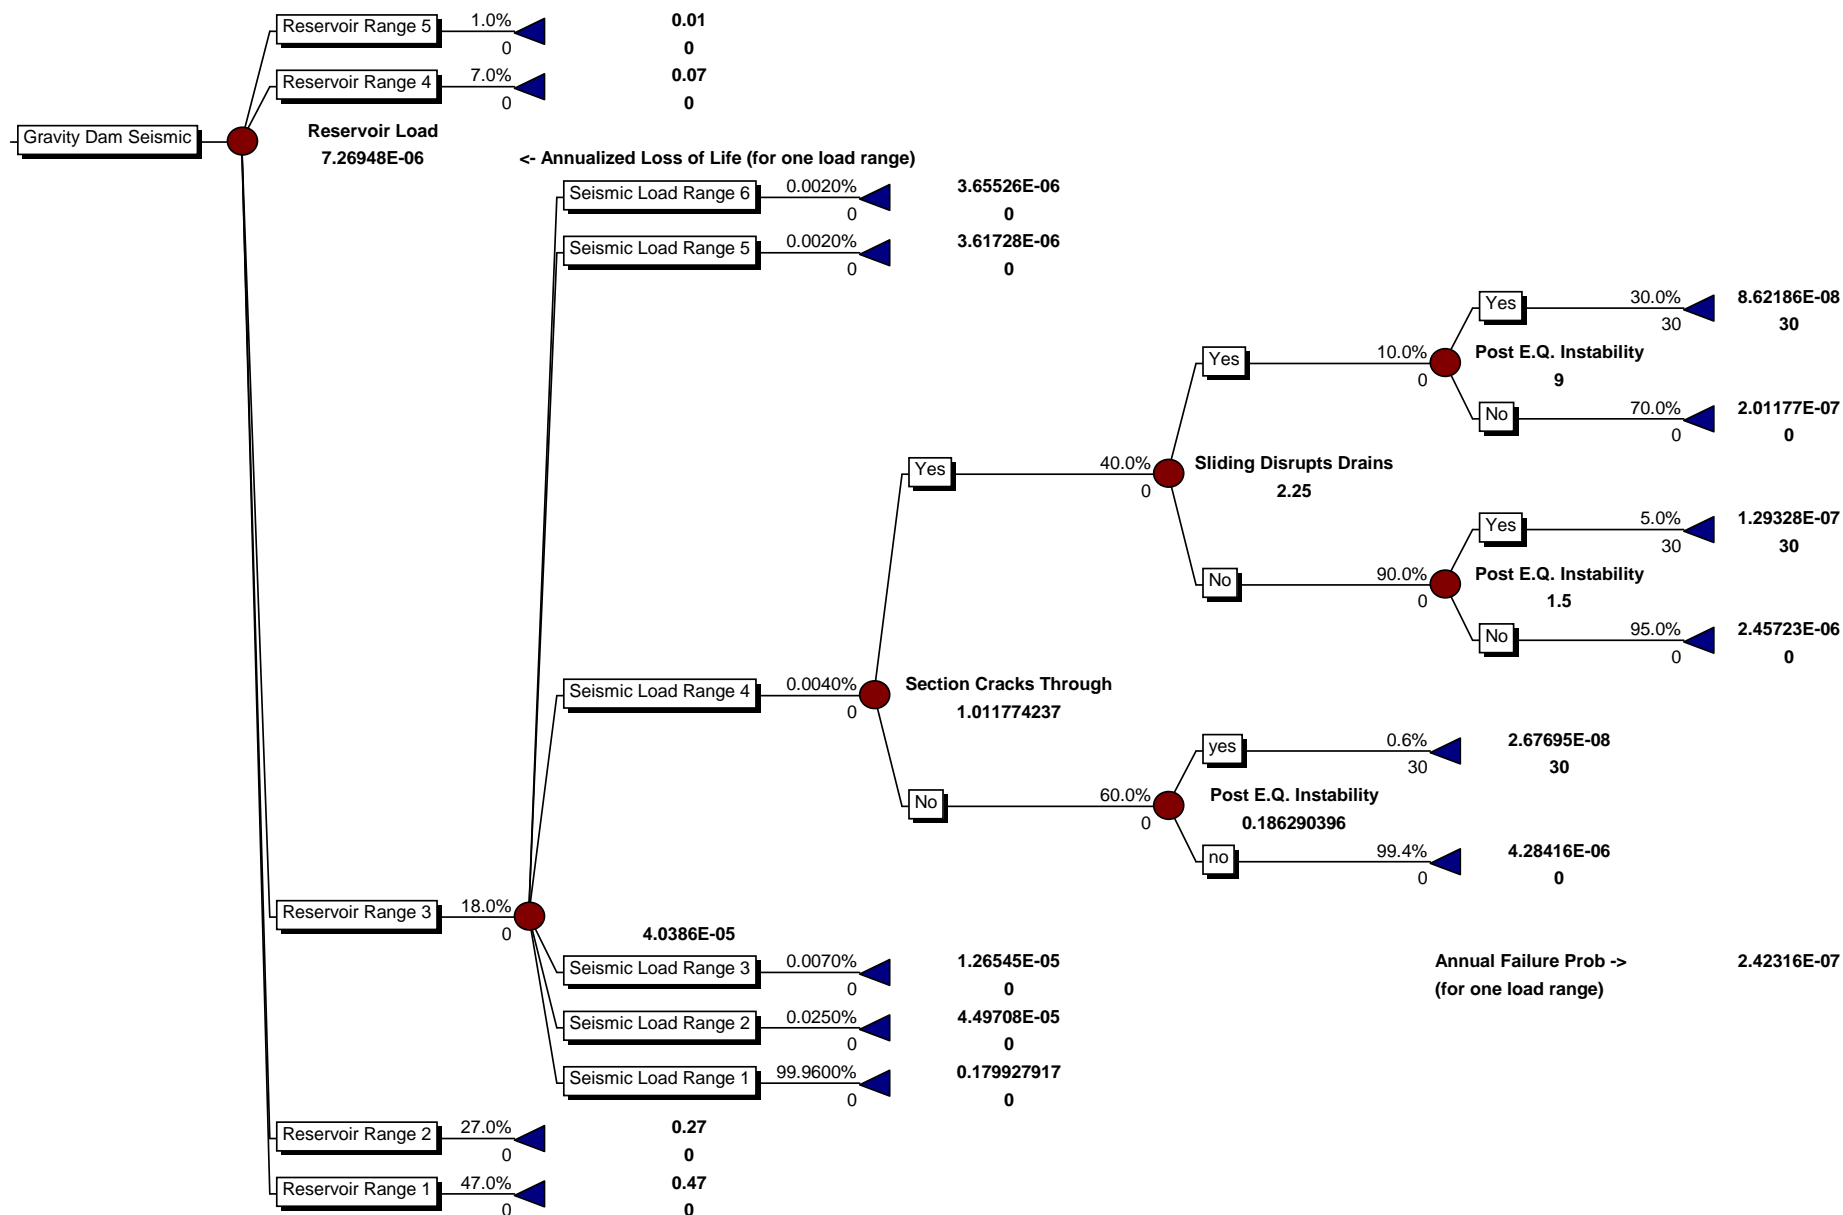 Reservoir Range 5 1.0% 0.01
0 0
Reservoir Range 4 7.0% 0.07
0 0
Gravity Dam Seismic Reservoir Load
7.26948E-06 <- Annualized Loss of Life (for one load range)
Seismic Load Range 6 0.0020% 3.65526E-06
0 0
Seismic Load Range 5 0.0020% 3.61728E-06
0 0
Yes 30.0% 8.62186E-08
30 30
Yes 10.0% Post E.Q. Instability
0 9
No 70.0% 2.01177E-07
0 0
Yes 40.0% Sliding Disrupts Drains
0 2.25
Yes 5.0% 1.29328E-07
30 30
No 90.0% Post E.Q. Instability
0 1.5
No 95.0% 2.45723E-06
0 0
Seismic Load Range 4 0.0040% Section Cracks Through
0 1.011774237
yes 0.6% 2.67695E-08
30 30
No 60.0% Post E.Q. Instability
0 0.186290396
no 99.4% 4.28416E-06
0 0
Reservoir Range 3 18.0%
0 4.0386E-05
Seismic Load Range 3 0.0070% 1.26545E-05 Annual Failure Prob -> 2.42316E-07
0 0 (for one load range)
Seismic Load Range 2 0.0250% 4.49708E-05
0 0
Seismic Load Range 1 99.9600% 0.179927917
0 0
Reservoir Range 2 27.0% 0.27
0 0
Reservoir Range 1 47.0% 0.47
0 0